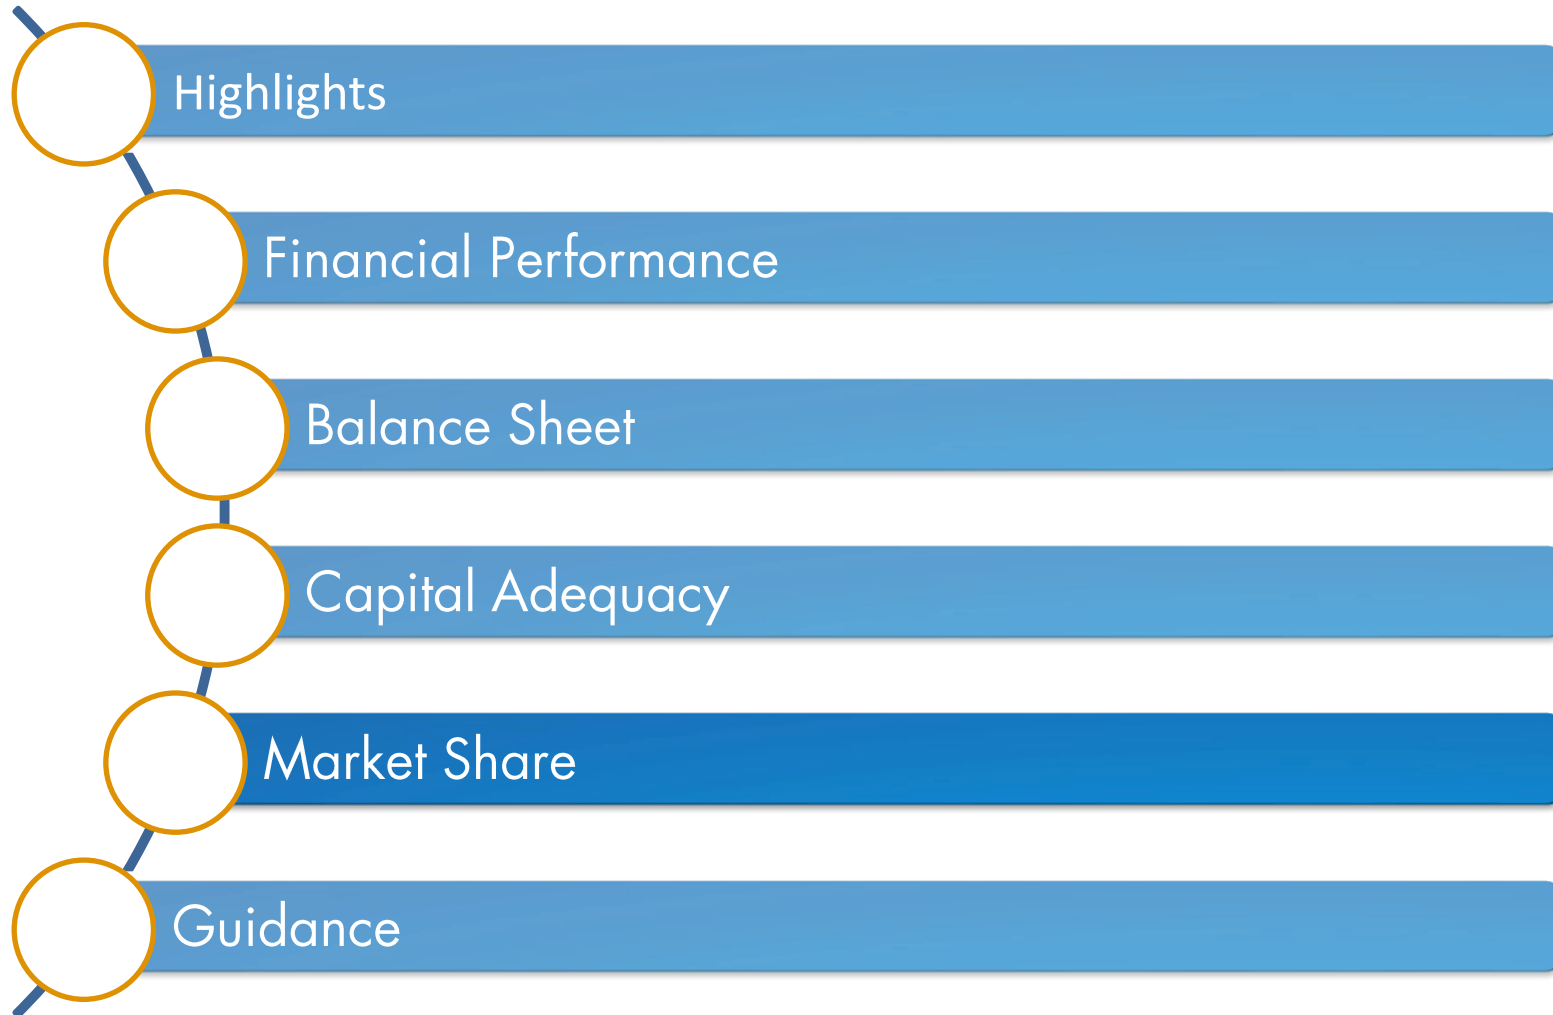 Highlights
Financial Performance
Balance Sheet
Capital Adequacy
Market Share
Guidance